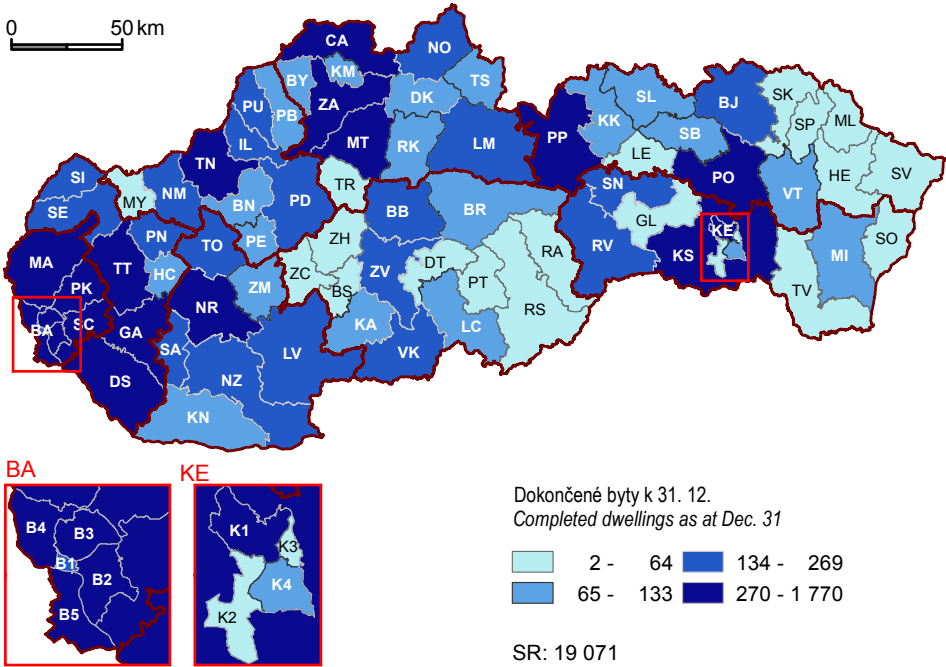 0 50 km
CA
NO
BY
KM
TS
PU
PB
ZA
DK
SL
BJ
SK
SP
ML
IL
MT
RK
LM
PP
KK
SB
LE
TN
PO
HE
SV
SI
MY
NM
BN
PD
TR
SN
VT
SE
BB
BR
GL
PN
TO
PE
ZH
KE
SO
MA
TT
HC
ZV
DT
RA
RV
KS
MI
PK
ZM
ZC
PT
TV
BA
SC
GA
NR
BS
KA
LC
RS
SA
LV
VK
DS
NZ
KN
BA
KE
B4
B3
B1
B2
B5
K1
K3
K4
K2
Dokončené byty k 31. 12.
Completed dwellings as at Dec. 31
2 - 64
134 - 269
65 - 133
270 - 1 770
SR: 19 071